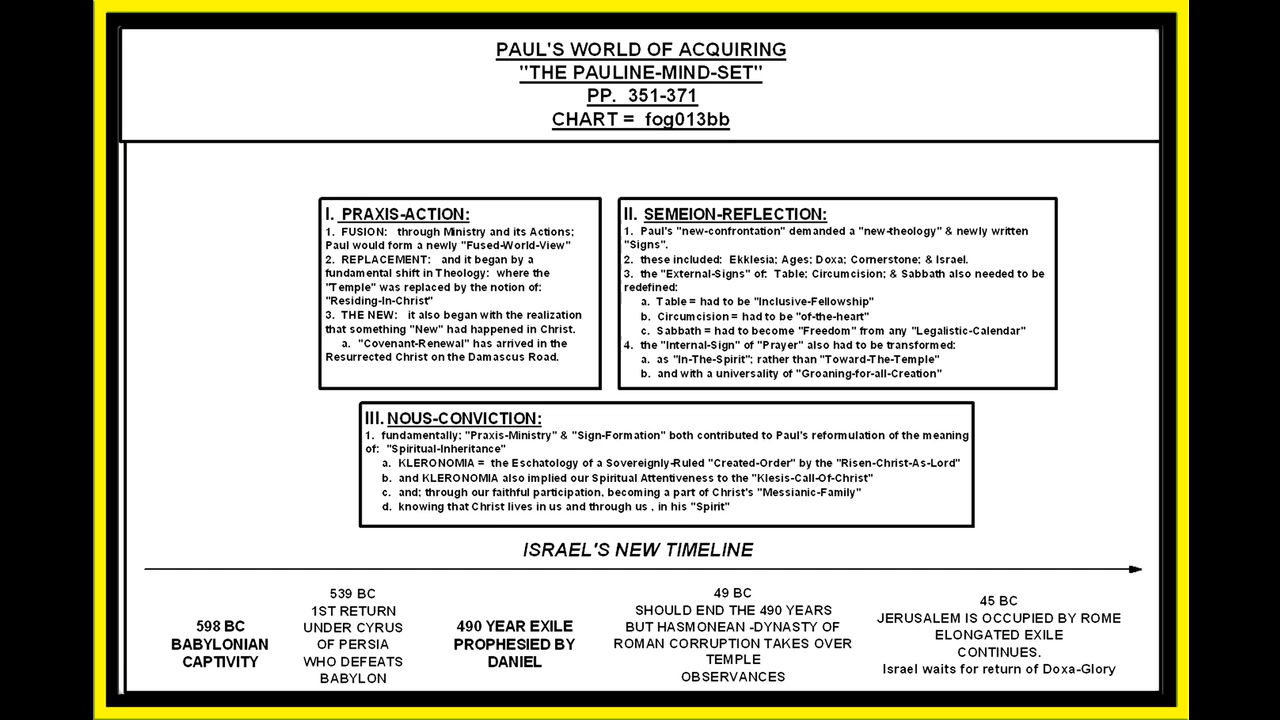 PAUL'S WORLD OF ACQUIRING
"THE PAULINE-MIND-SET"
PP. 351-371
CHART = fog013bb
I. PRAXIS-ACTION:
1. FUSION: through Ministry and its Actions;
Paul would form a newly "Fused-World-View"
2. REPLACEMENT: and it began by a
fundamental shift in Theology: where the
"Temple" was replaced by the notion of:
"Residing-In-Christ"
3. THE NEW: it also began with the realization
that something "New" had happened in Christ.
a. "Covenant-Renewal" has arrived in the
Resurrected Christ on the Damascus Road.
II. SEMEION-REFLECTION:
1. Paul's "new-confrontation" demanded a "new-theology" & newly written
"Signs".
2. these included: Ekklesia; Ages; Doxa; Cornerstone; & Israel.
3. the "External-Signs" of: Table; Circumcision; & Sabbath also needed to be
redefined:
a. Table = had to be "Inclusive-Fellowship"
b. Circumcision = had to be "of-the-heart"
c. Sabbath = had to become "Freedom" from any "Legalistic-Calendar"
4. the "Internal-Sign" of "Prayer" also had to be transformed:
a. as "In-The-Spirit"; rather than "Toward-The-Temple"
b. and with a universality of "Groaning-for-all-Creation"
III. NOUS-CONVICTION:
1. fundamentally; "Praxis-Ministry" & "Sign-Formation" both contributed to Paul's reformulation of the meaning
of: "Spiritual-Inheritance"
a. KLERONOMIA = the Eschatology of a Sovereignly-Ruled "Created-Order" by the "Risen-Christ-As-Lord"
b. and KLERONOMIA also implied our Spiritual Attentiveness to the "Klesis-Call-Of-Christ"
c. and; through our faithful participation, becoming a part of Christ's "Messianic-Family"
d. knowing that Christ lives in us and through us , in his "Spirit"
ISRAEL'S NEW TIMELINE
598 BC
BABYLONIAN
CAPTIVITY
539 BC
1ST RETURN
UNDER CYRUS
OF PERSIA
WHO DEFEATS
BABYLON
490 YEAR EXILE
PROPHESIED BY
DANIEL
49 BC
SHOULD END THE 490 YEARS
BUT HASMONEAN -DYNASTY OF
ROMAN CORRUPTION TAKES OVER
TEMPLE
OBSERVANCES
45 BC
JERUSALEM IS OCCUPIED BY ROME
ELONGATED EXILE
CONTINUES.
Israel waits for return of Doxa-Glory